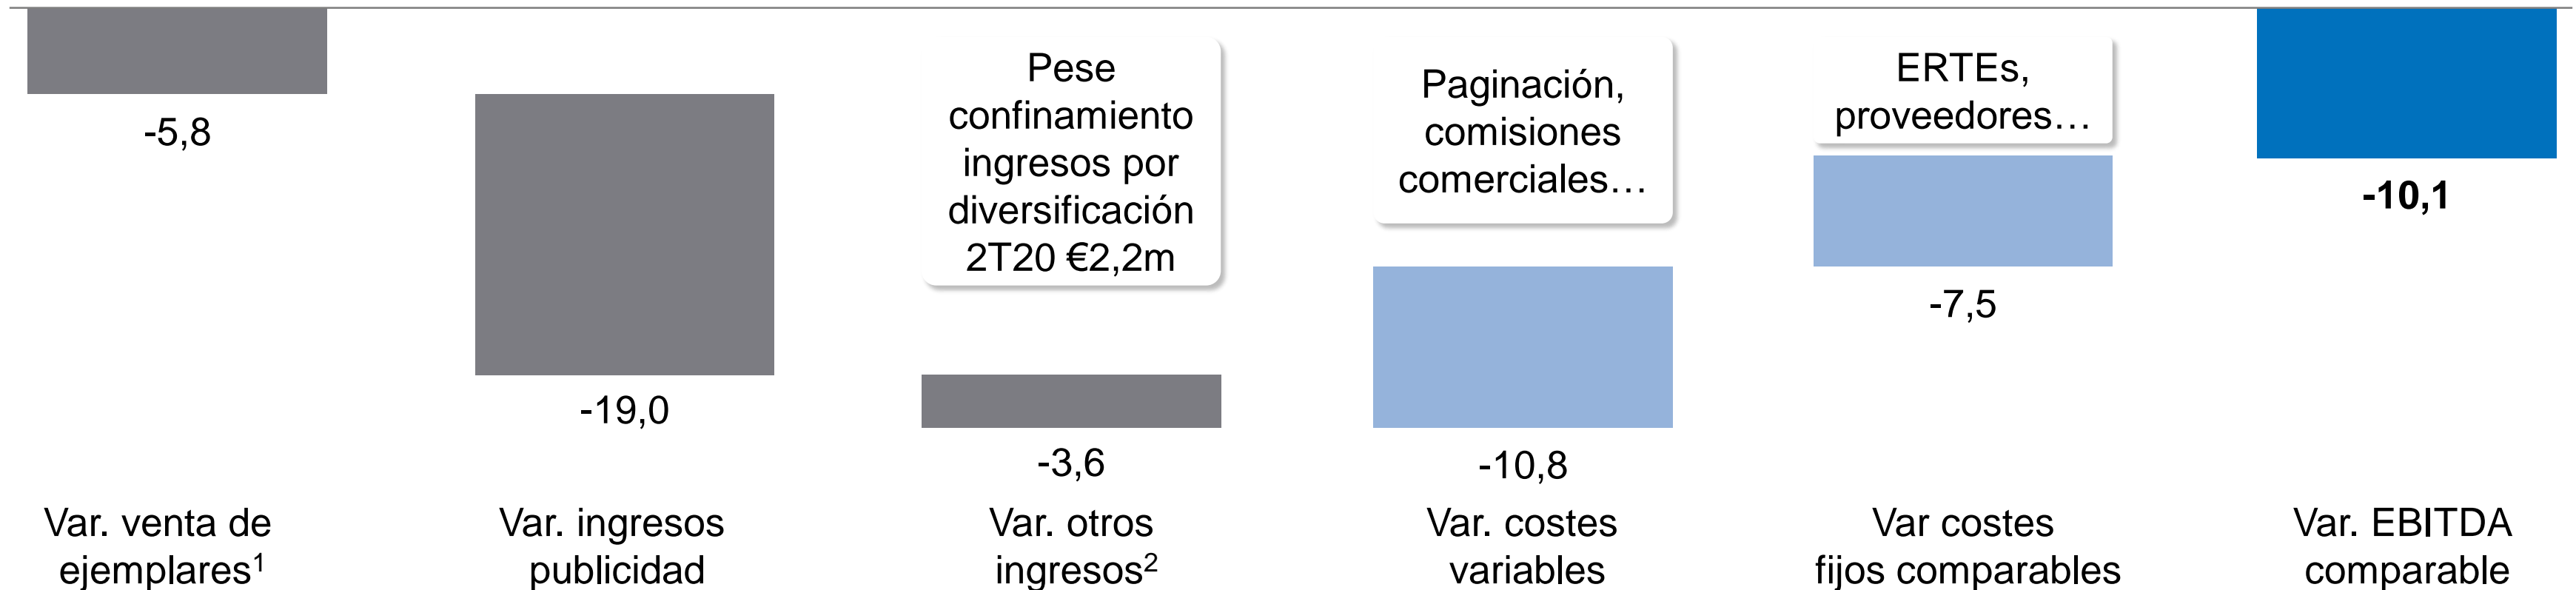 -5,8
Var. venta de
ejemplares1
-19,0
Var. ingresos
publicidad
Pese
confinamiento
ingresos por
diversificación
2T20 €2,2m
-3,6
Var. otros
ingresos2
Paginación,
comisiones
comerciales…
-10,8
Var. costes
variables
ERTEs,
proveedores…
-7,5
Var costes
fijos comparables
-10,1
Var. EBITDA
comparable